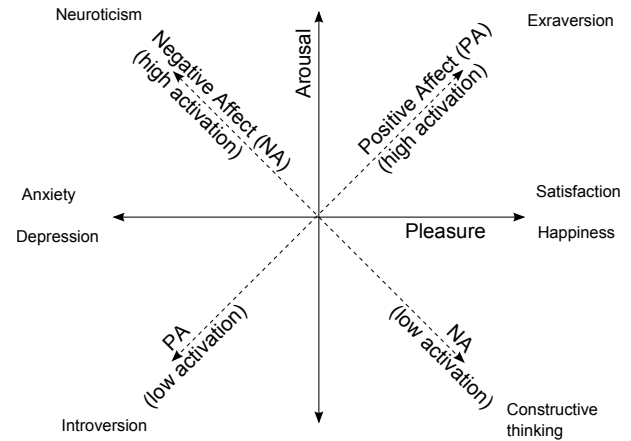 Neuroticism
Exraversion
Arousal
Negative Affect (NA)
(high activation)
Positive Affect (PA)
(high activation)
Anxiety
Satisfaction
Depression
Pleasure
Happiness
PA
(low activation)
NA
(low activation)
Introversion
Constructive
thinking